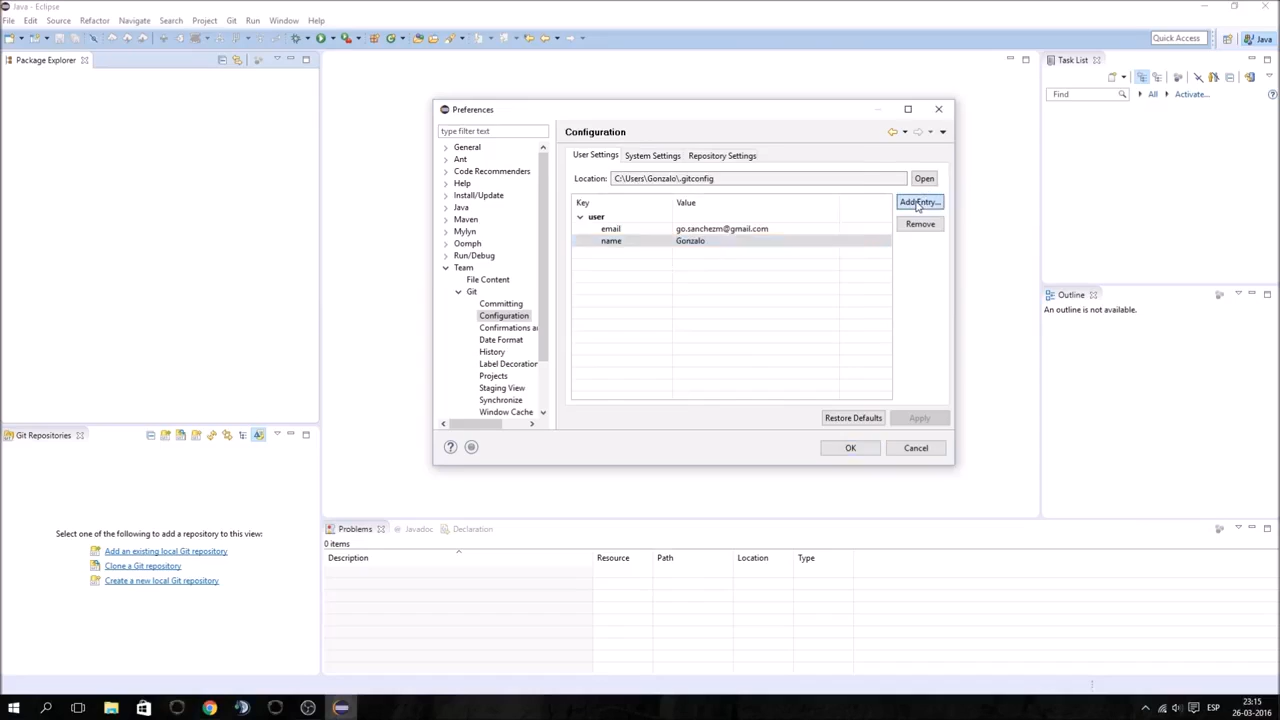 Java - Eclipse
File Edit Source Refactor Navigate Search Project Git Run Window Help
Quick Access
Java
Package Explorer
Task List
Find
All
Activate...
Preferences
type filter text
General
Ant
Code Recommenders
Help
Install/Update
Java
Maven
Mylyn
Oomph
Run/Debug
Team
File Content
Git
Committing
Configuration
Confirmations a
Date Format
History
Label Decoration
Projects
Staging View
Synchronize
Window Cache
Configuration
User Settings System Settings Repository Settings
Location: C:\Users\Gonzalo\.gitconfig Open
Key Value
Add Entry...
user
Remove
email go.sanchezm@gmail.com
name Gonzalo
Restore Defaults Apply
OK Cancel
Outline
An outline is not available.
Git Repositories
Select one of the following to add a repository to this view:
Add an existing local Git repository
Clone a Git repository
Create a new local Git repository
Problems Javadoc Declaration
0 items
Description Resource Path Location Type
ESP
23:15
26-03-2016